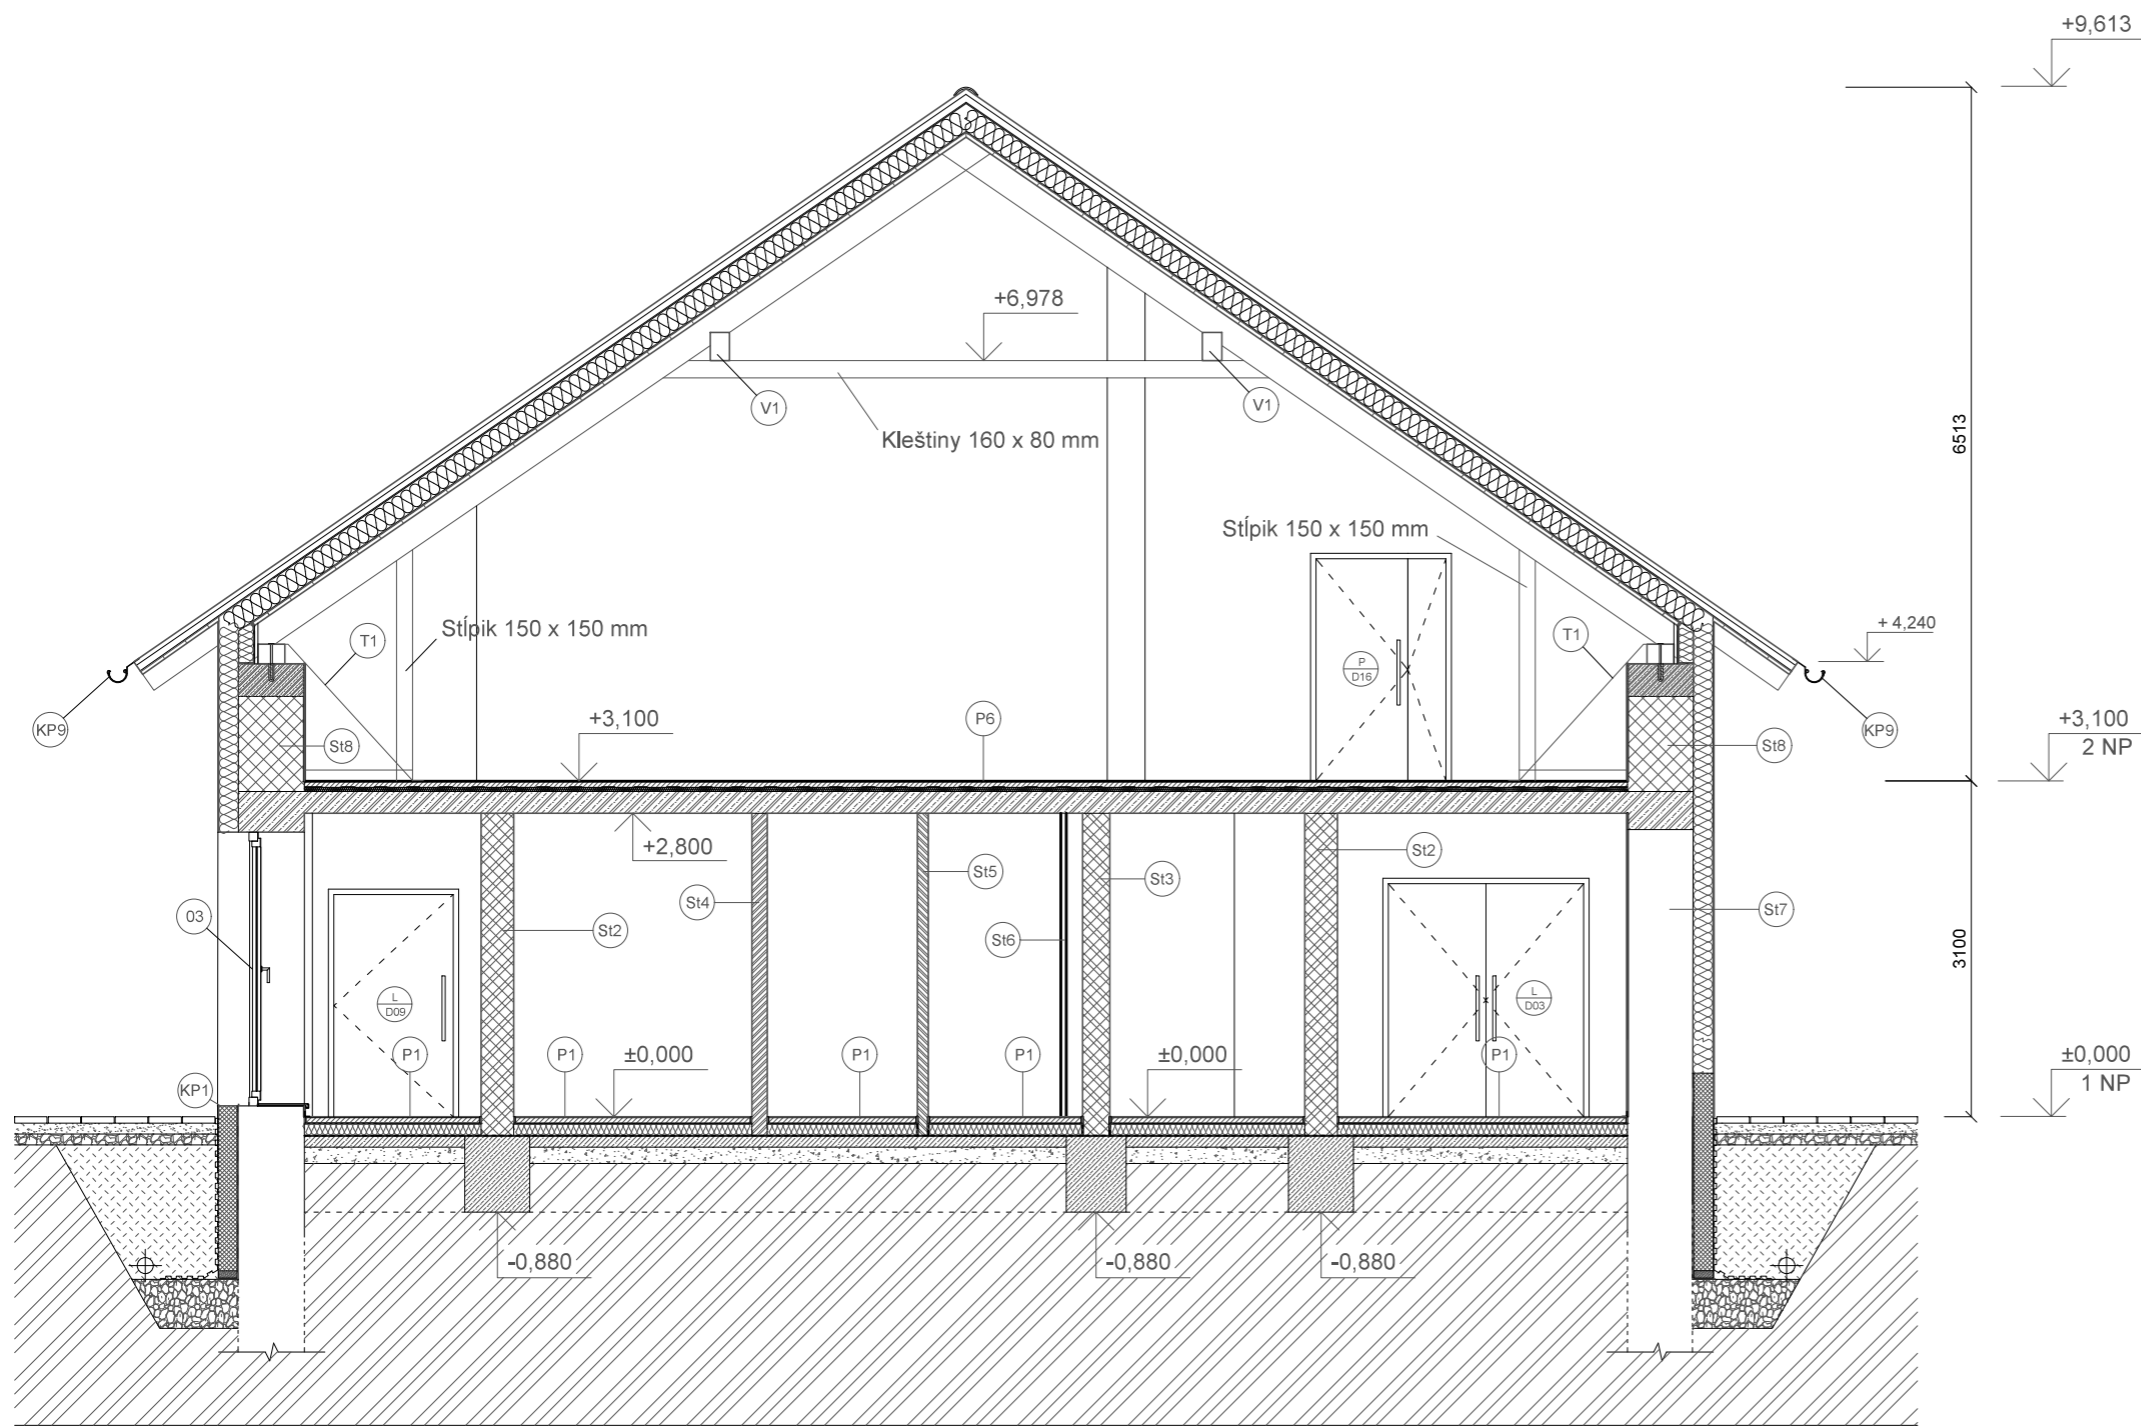 +9,613
+6,978
V1
V1
Kleštiny 160 x 80 mm
6513
Stĺpik 150 x 150 mm
Stĺpik 150 x 150 mm
T1
T1
+ 4,240
P
D16
KP9
+3,100
P6
KP9
+3,100
2 NP
St8
St8
+2,800
St2
St5
St3
St4
03
St7
St2
St6
3100
L
D09
L
D03
P1
P1
±0,000
P1
P1
±0,000
P1
±0,000
1 NP
KP1
-0,880
-0,880
-0,880